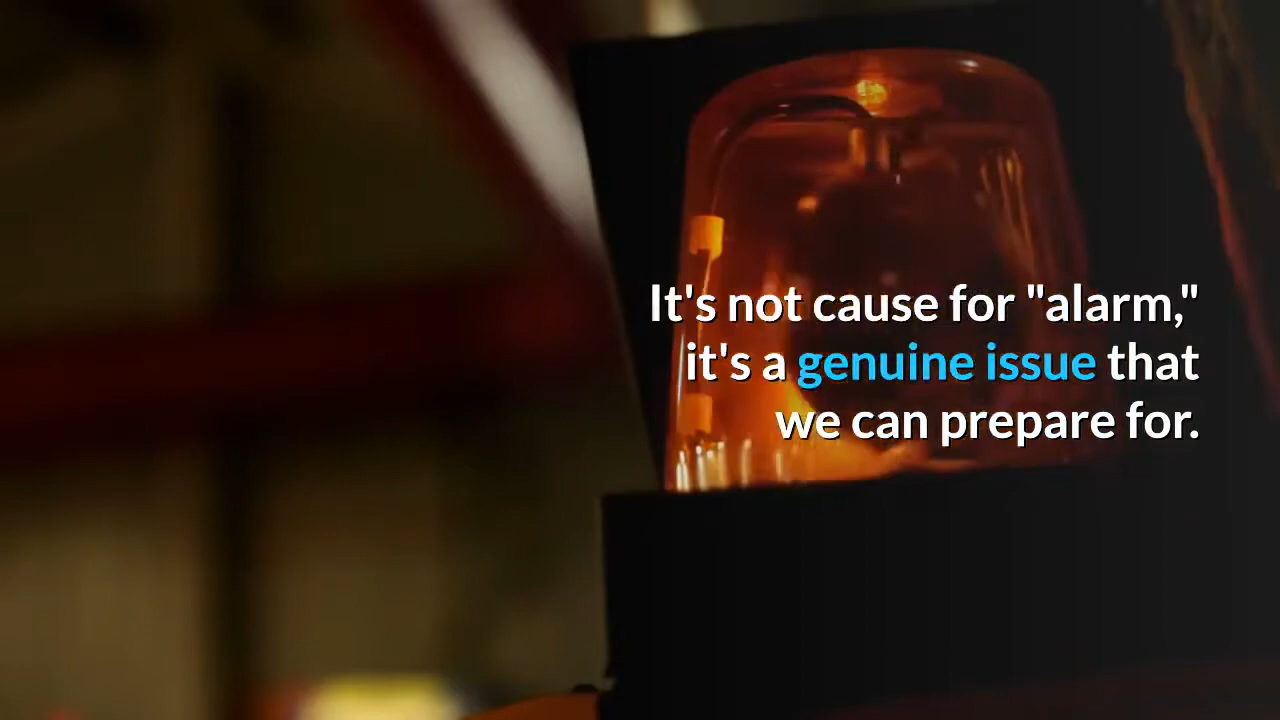 It's not cause for "alarm,"
it's a genuine issue that
we can prepare for.